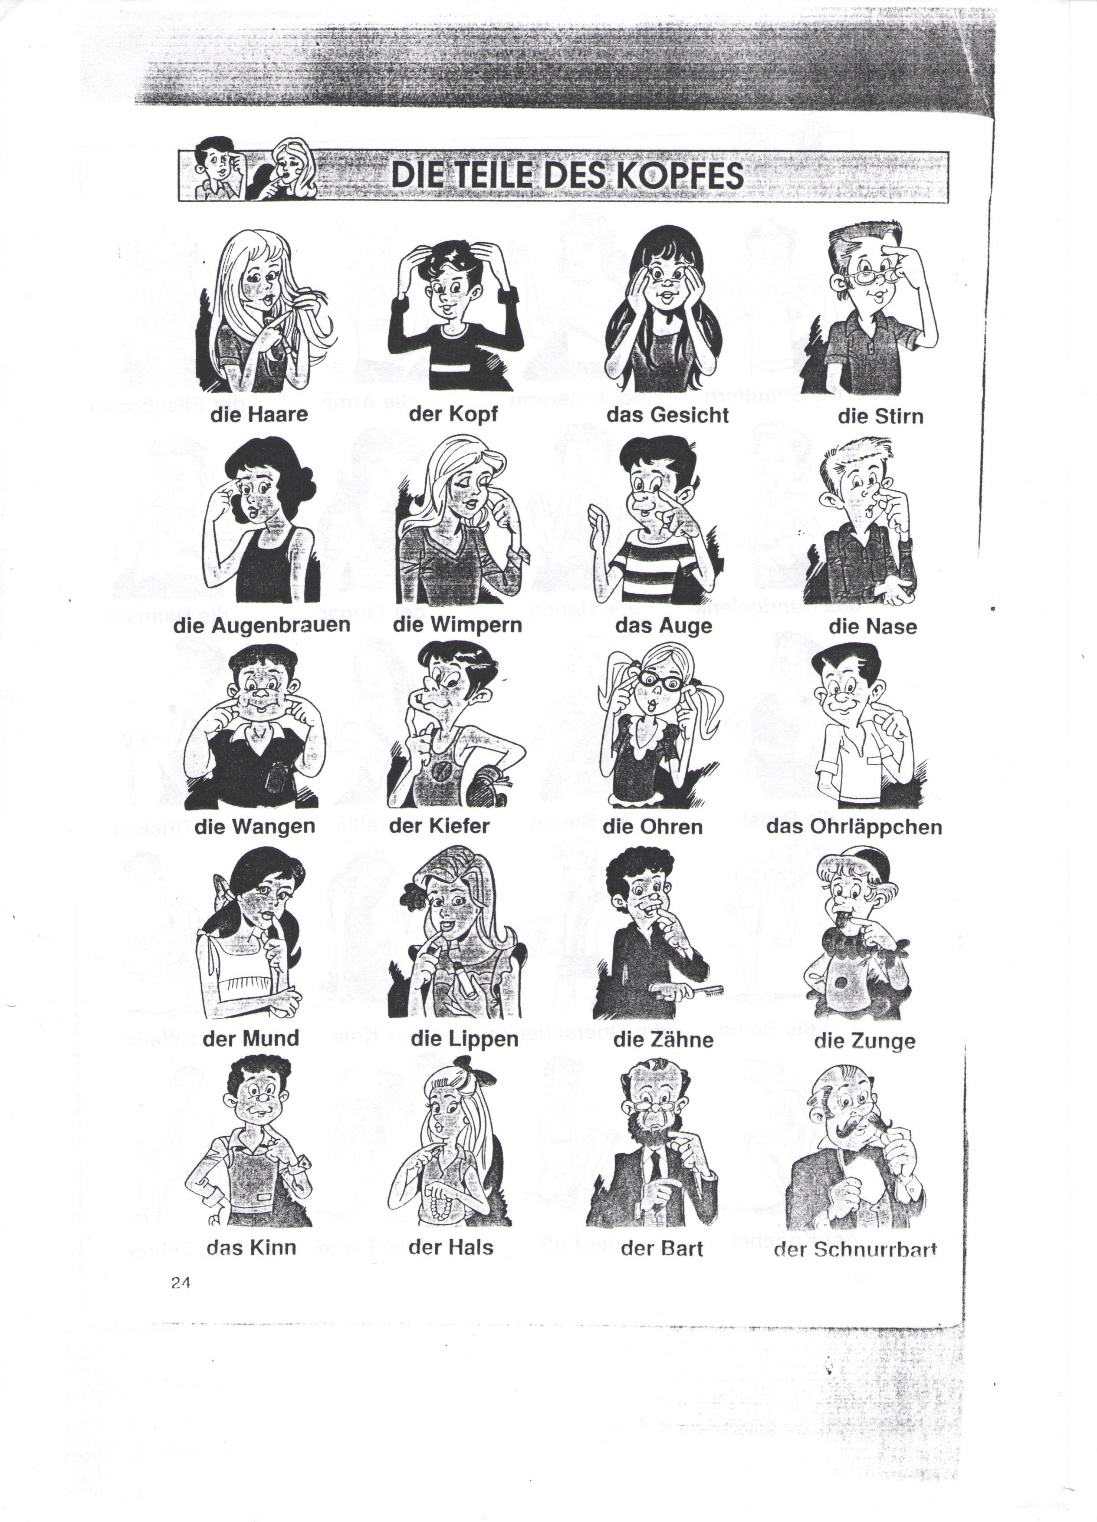 DIE TEILE DES KOPFES
die Haare der Kopf das Gesicht die Stirn
die Augenbrauen die Wimpern das Auge die Nase
die Wangen der Kiefer die Ohren das Ohrläppchen
der Mund die Lippen die Zähne die Zunge
das Kinn der Hals der Bart der Schnurrbart
24